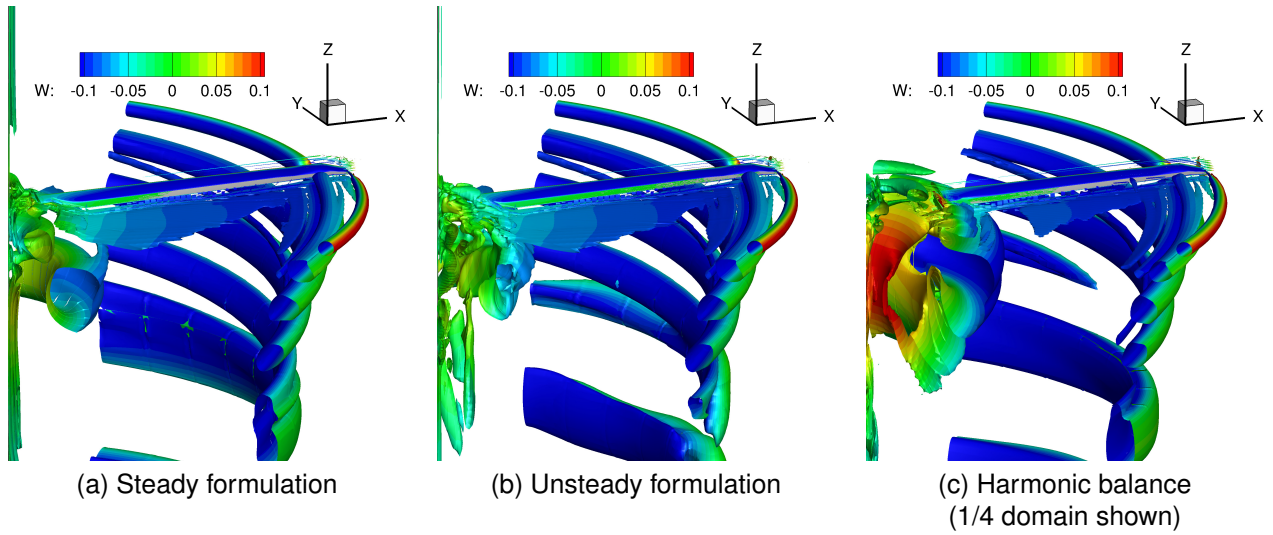 Z
Y
X
W: -0.1 -0.05 0 0.05 0.1
(a) Steady formulation
Z
Y
X
W: -0.1 -0.05 0 0.05 0.1
(b) Unsteady formulation
Z
Y
X
W: -0.1 -0.05 0 0.05 0.1
(c) Harmonic balance
(1/4 domain shown)